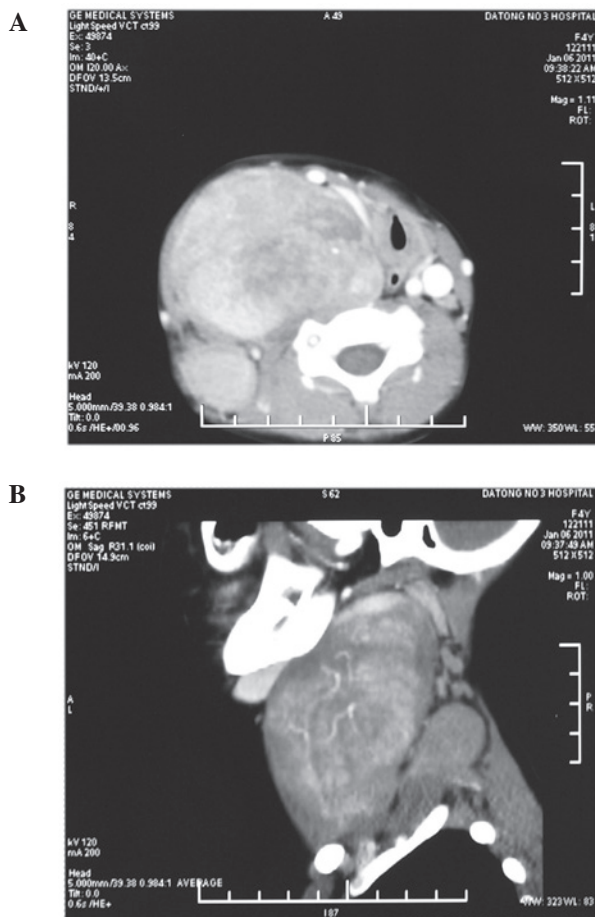 A
GE MEDICAL SYSTEMS
LightSpeed VCT ct99
Ex: 49874
Se: 3
Im: 40+C
OM I20.00 Ax
DFOV 13.5cm
STND/+/I
A 49
DATONG NO 3 HOSPITAL
F4Y
122111
Jan 06 2011
09:38:22 AM
512 X512
Mag = 1.11
FL:
ROT:
R
84
L
81
kV 120
mA 200
Head
5.000mm/39.38 0.984:1
Tilt: 0.0
0.6s /HE+/00.96
P 85
WW: 350WL: 55
B
GE MEDICAL SYSTEMS
LightSpeed VCT ct99
Ex: 49874
Se: 451 RFMT
Im: 6+C
OM Sag R31.1 (col)
DFOV 14.9cm
STND/I
S 62
DATONG NO 3 HOSPITAL
F4Y
122111
Jan 06 2011
09:37:49 AM
512 X512
Mag = 1.00
FL:
ROT:
A
L
P
R
kV 120
mA 200
Head
5.000mm/39.38 0.984:1 AVERAGE
Tilt: 0.0
0.6s /HE+
I 87
WW: 323WL: 83